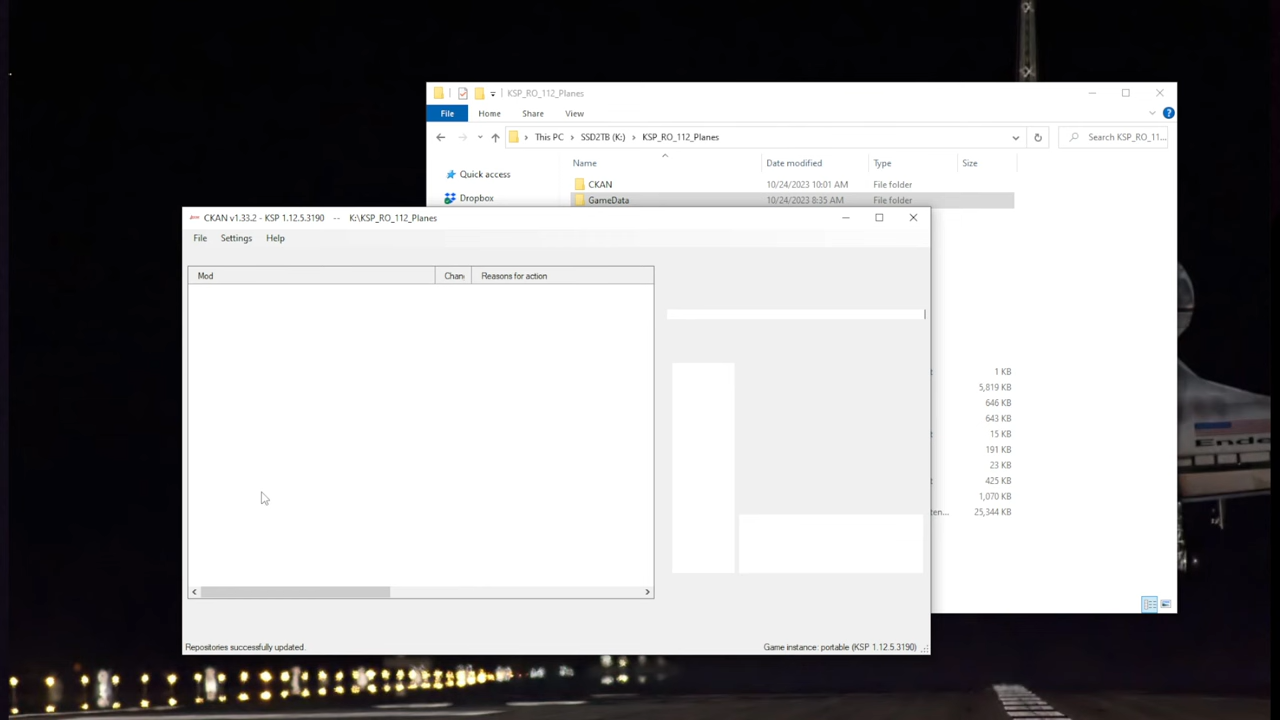 KSP_RO_112_Planes
File Home Share View
This PC > SSD2TB (K:) > KSP_RO_112_Planes
Search KSP_RO_11...
Name Date modified Type Size
Quick access
CKAN 10/24/2023 10:01 AM File folder
Dropbox
GameData 10/24/2023 8:35 AM File folder
CKAN v1.33.2 - KSP 1.12.5.3190 -- K:\KSP_RO_112_Planes
File Settings Help
Mod Chan Reasons for action
1 KB
5,819 KB
646 KB
643 KB
15 KB
191 KB
23 KB
425 KB
1,070 KB
en... 25,344 KB
Ende
Repositories successfully updated.
Game instance: portable (KSP 1.12.5.3190)